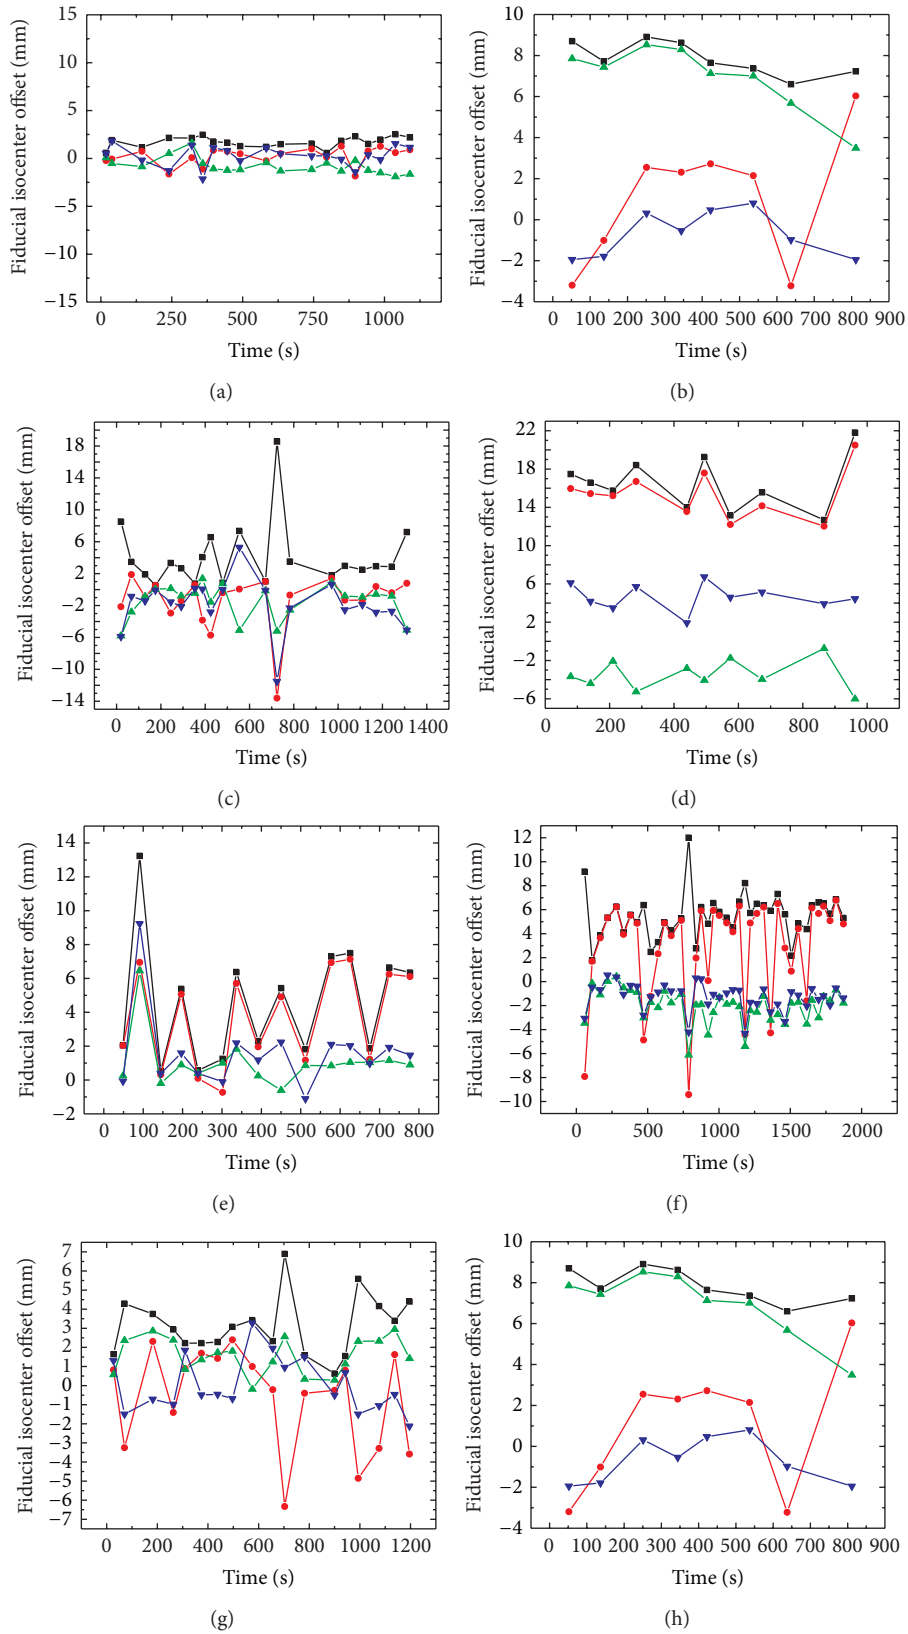 Fiducial isocenter offset (mm)
15
10
5
0
−5
−10
−15
0 250 500 750 1000
Time (s)
(a)
Fiducial isocenter offset (mm)
10
8
6
4
2
0
−2
−4
0 100 200 300 400 500 600 700 800 900
Time (s)
(b)
Fiducial isocenter offset (mm)
18
14
10
6
2
−2
−6
−10
−14
0 200 400 600 800 1000 1200 1400
Time (s)
(c)
Fiducial isocenter offset (mm)
22
18
14
10
6
2
−2
−6
0 200 400 600 800 1000
Time (s)
(d)
Fiducial isocenter offset (mm)
14
12
10
8
6
4
2
0
−2
0 100 200 300 400 500 600 700 800
Time (s)
(e)
Fiducial isocenter offset (mm)
12
10
8
6
4
2
0
−2
−4
−6
−8
−10
0 500 1000 1500 2000
Time (s)
(f)
Fiducial isocenter offset (mm)
7
6
5
4
3
2
1
0
−1
−2
−3
−4
−5
−6
−7
0 200 400 600 800 1000 1200
Time (s)
(g)
Fiducial isocenter offset (mm)
10
8
6
4
2
0
−2
−4
0 100 200 300 400 500 600 700 800 900
Time (s)
(h)